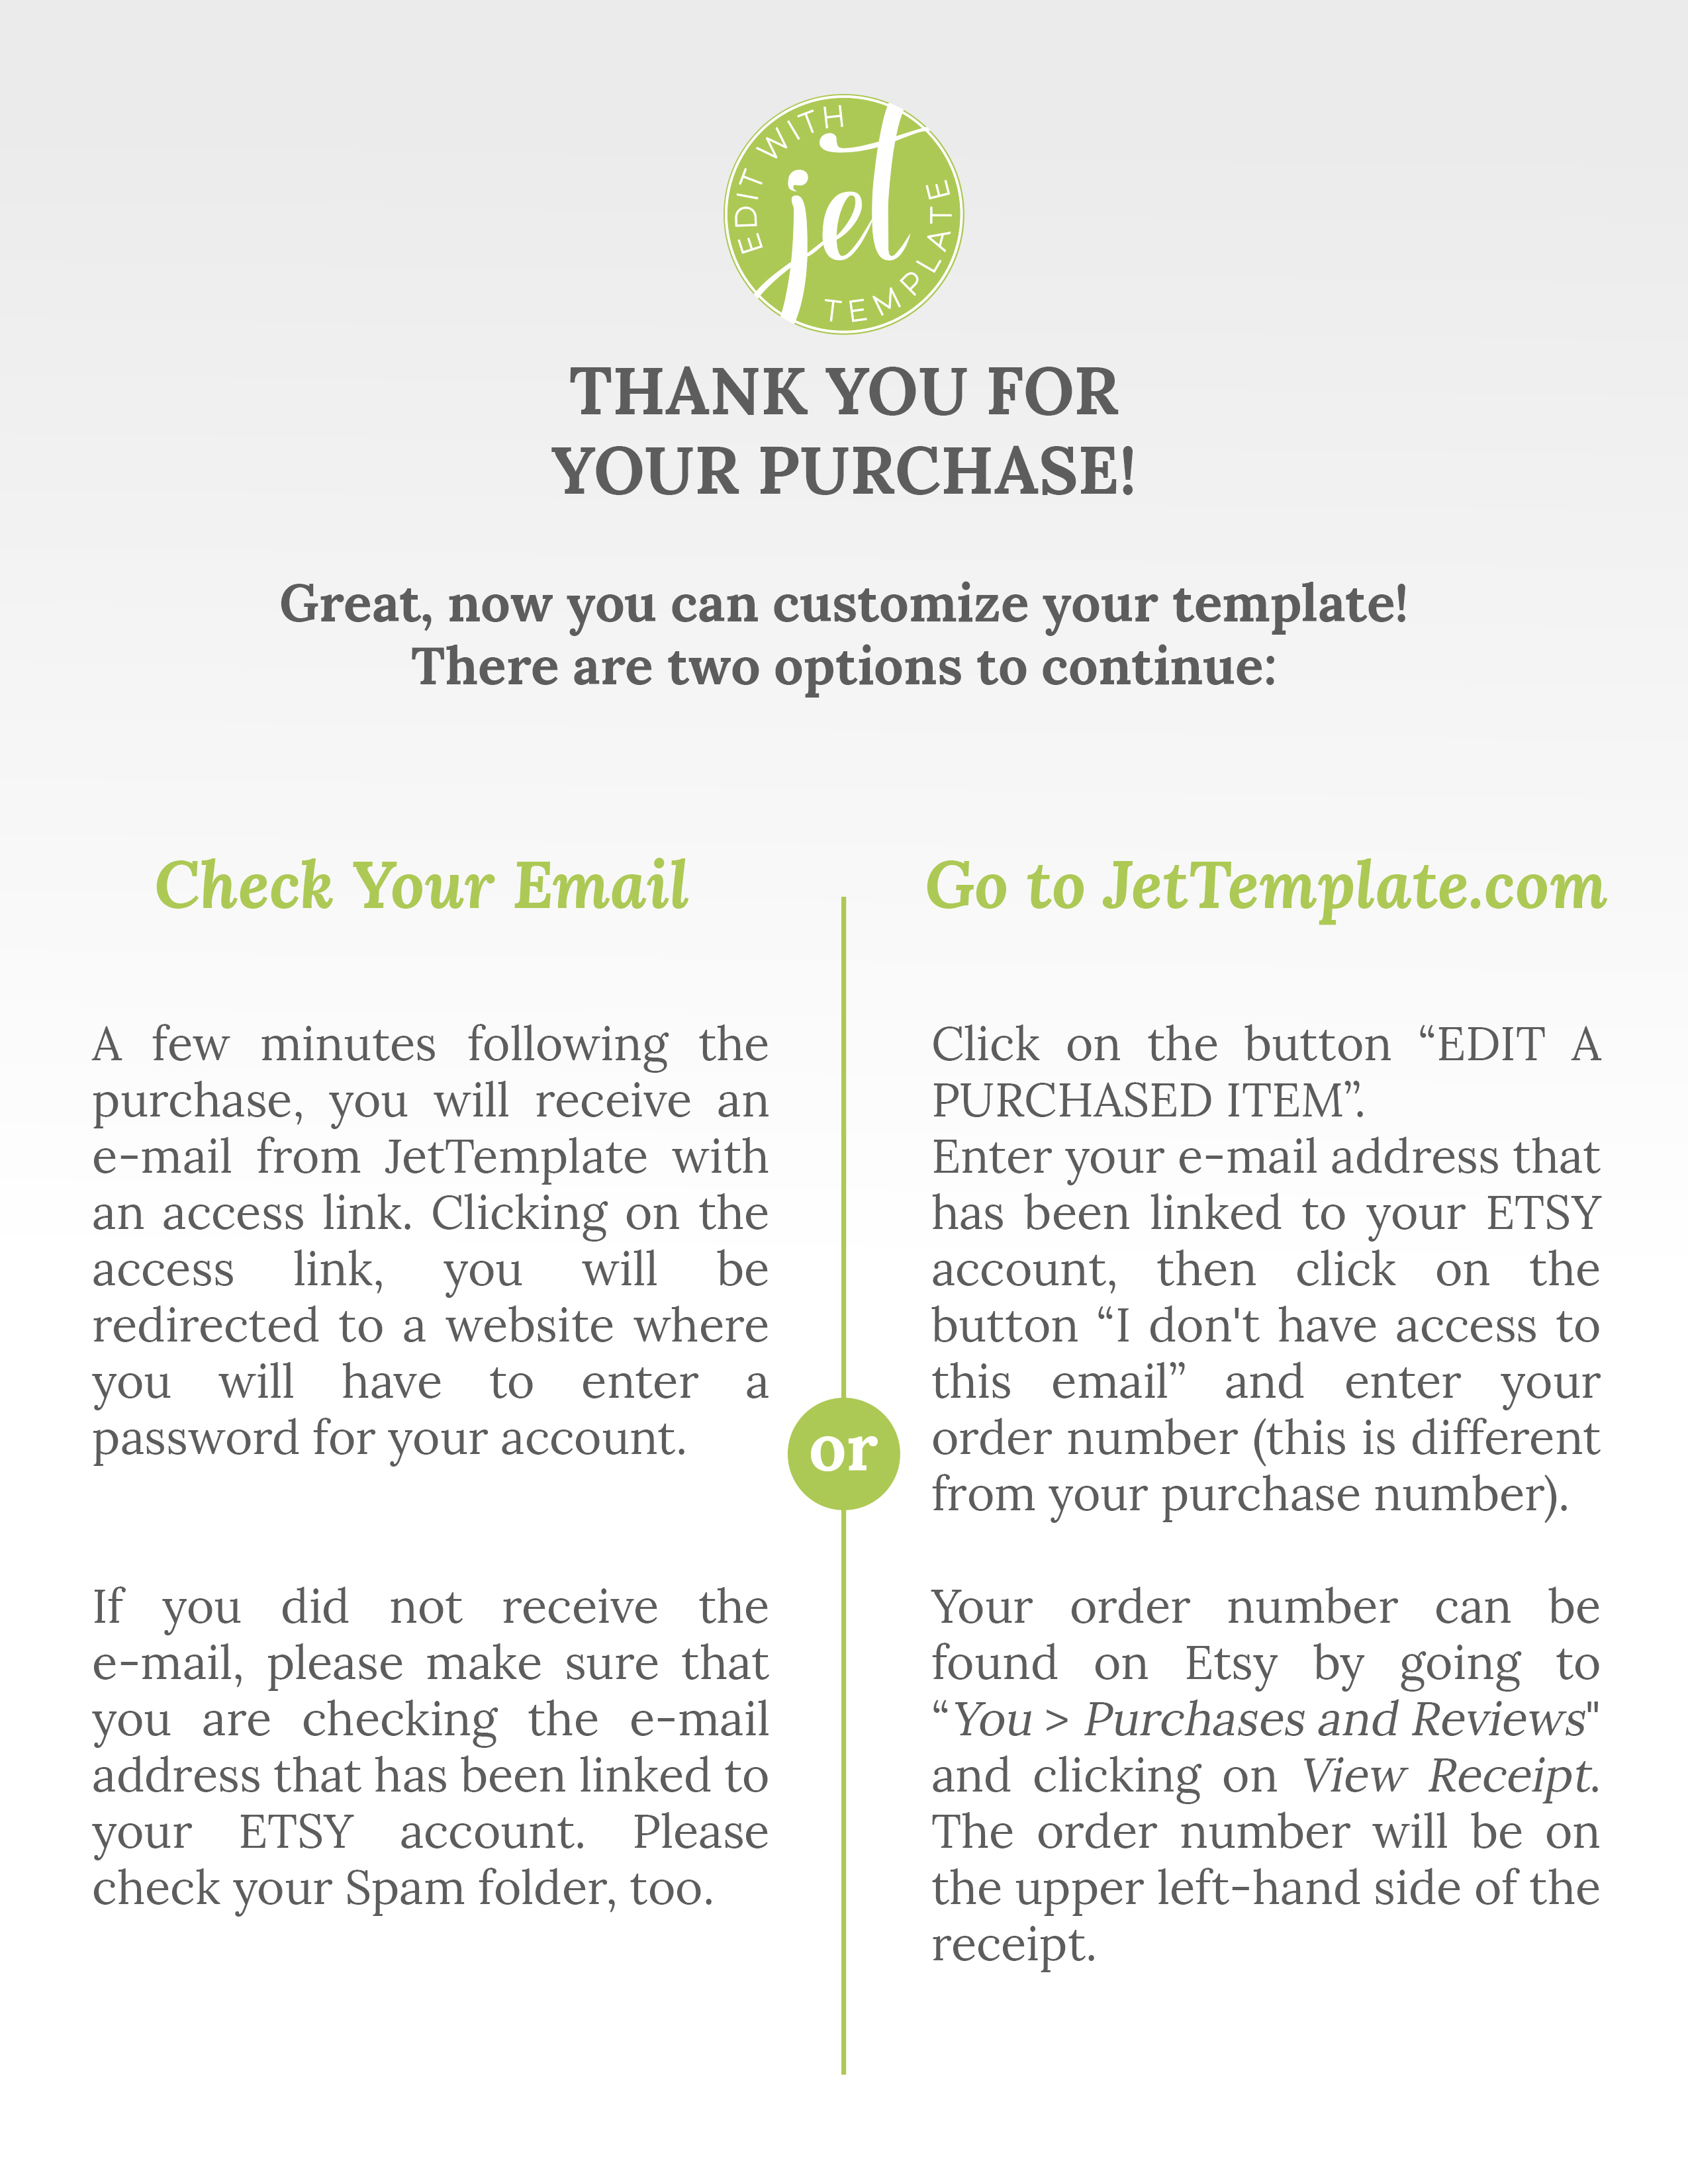 EDIT WITH
jet
TEMPLATE
THANK YOU FOR
YOUR PURCHASE!
Great, now you can customize your template!
There are two options to continue:
Check Your Email
A few minutes following the
purchase, you will receive an
e-mail from JetTemplate with
an access link. Clicking on the
access link, you will be
redirected to a website where
you will have to enter a
password for your account.
If you did not receive the
e-mail, please make sure that
you are checking the e-mail
address that has been linked to
your ETSY account. Please
check your Spam folder, too.
or
Go to JetTemplate.com
Click on the button “EDIT A
PURCHASED ITEM”.
Enter your e-mail address that
has been linked to your ETSY
account, then click on the
button “I don't have access to
this email” and enter your
order number (this is different
from your purchase number).
Your order number can be
found on Etsy by going to
“You > Purchases and Reviews"
and clicking on View Receipt.
The order number will be on
the upper left-hand side of the
receipt.